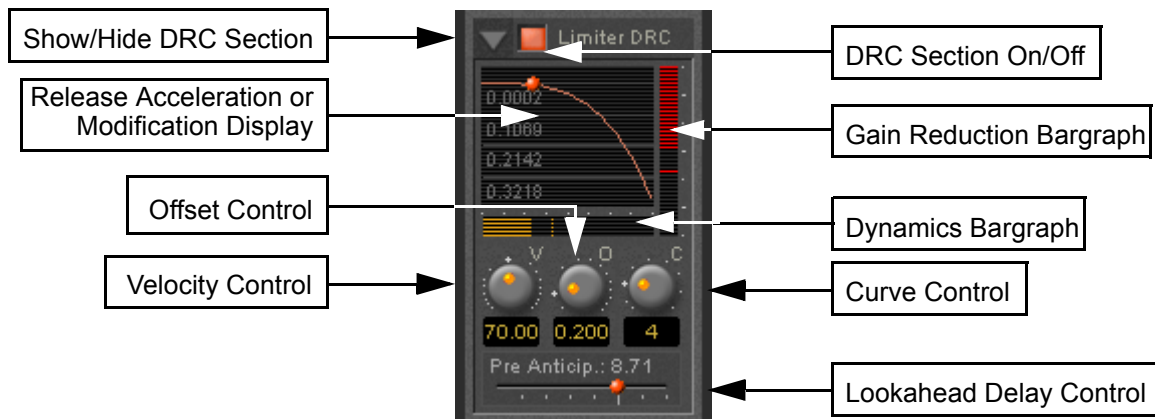 Show/Hide DRC Section
Limiter DRC
DRC Section On/Off
Release Acceleration or
Modification Display
0.0002
0.1069
0.2142
0.3218
Gain Reduction Bargraph
Offset Control
Dynamics Bargraph
V
O
C
Velocity Control
Curve Control
70.00
0.200
4
Pre Anticip.: 8.71
Lookahead Delay Control